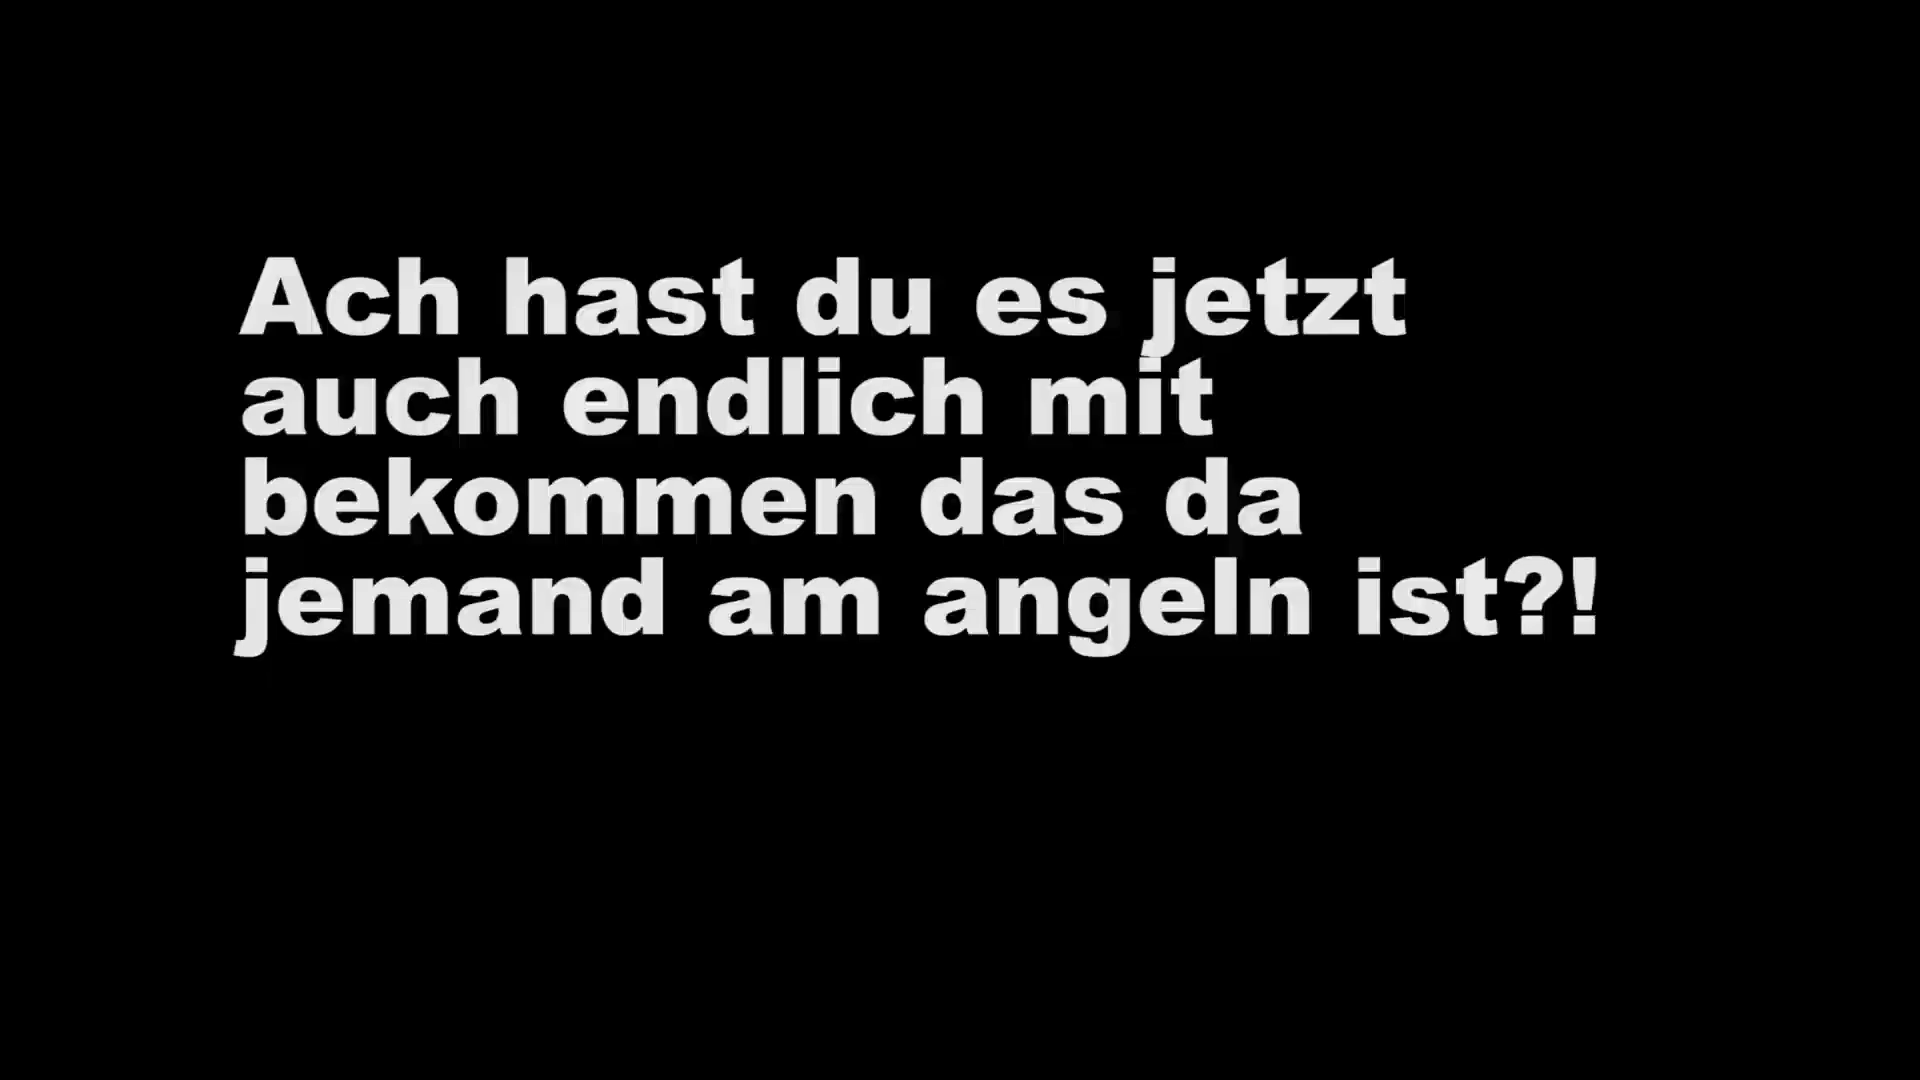 Ach hast du es jetzt
auch endlich mit
bekommen das da
jemand am angeln ist?!